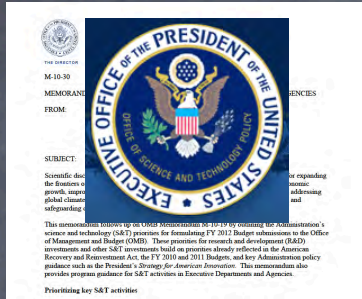 THE DIRECTOR
M-10-30
MEMORAND
ENCIES
FROM:
EXECUTIVE OFFICE OF THE PRESIDENT OF THE UNITED STATES
OFFICE OF SCIENCE AND TECHNOLOGY POLICY
SUBJECT:
Scientific disc or expanding
the frontiers o onomic
growth, impro addressing
global climate and
safeguarding
This memorandum follows up on OMB Memorandum M-10-19 by outlining the Administration's
science and technology (S&T) priorities for formulating FY 2012 Budget submissions to the Office
of Management and Budget (OMB). These priorities for research and development (R&D)
investments and other S&T investments build on priorities already reflected in the American
Recovery and Reinvestment Act, the FY 2010 and 2011 Budgets, and key Administration policy
guidance such as the President's Strategy for American Innovation. This memorandum also
provides program guidance for S&T activities in Executive Departments and Agencies.
Prioritizing key S&T activities